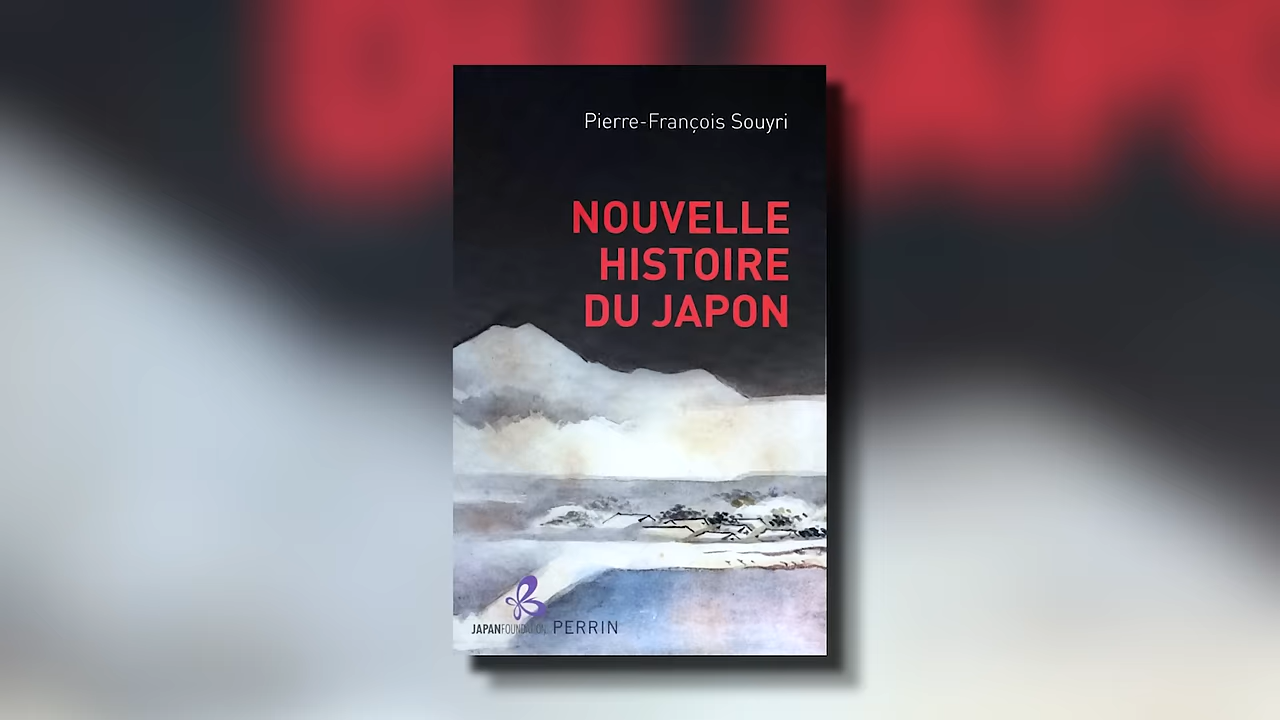 Pierre-François Souyri
NOUVELLE
HISTOIRE
DU JAPON
JAPANFOUNDATION PERRIN